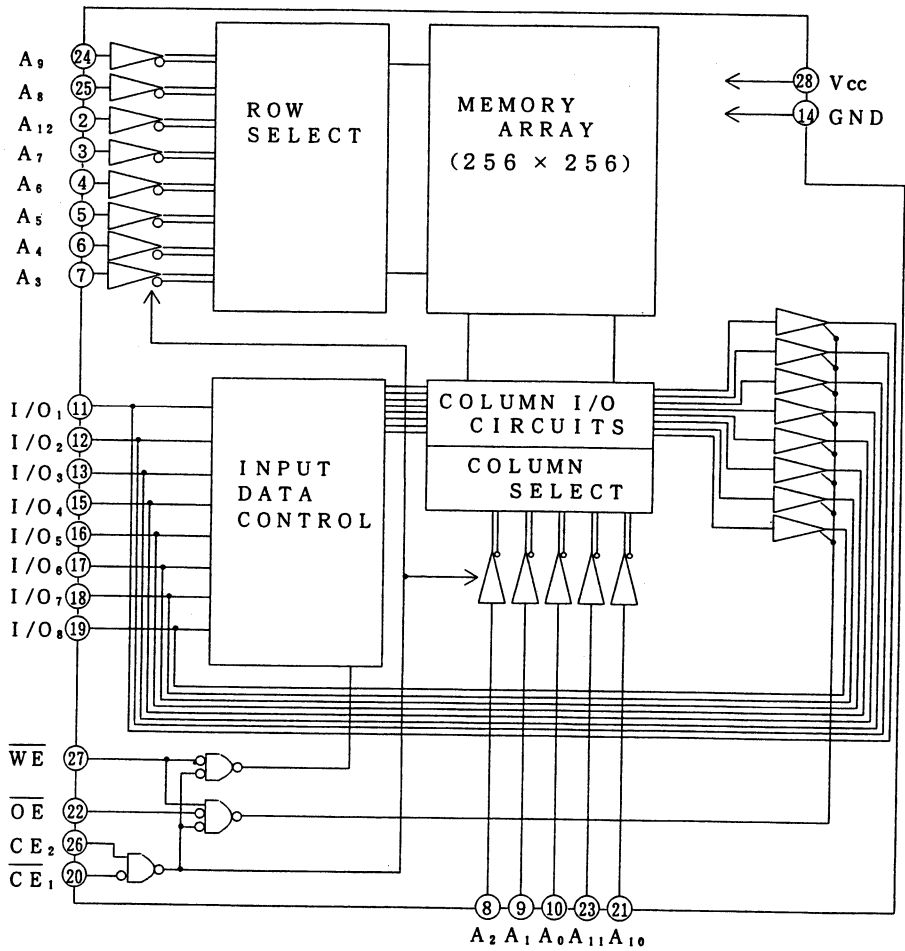 A₉ 24
A₈ 25
A₁₂ 2
A₇ 3
A₆ 4
A₅ 5
A₄ 6
A₃ 7
ROW
SELECT
MEMORY
ARRAY
(256 × 256)
28 Vcc
14 GND
I/O₁ 11
I/O₂ 12
I/O₃ 13
I/O₄ 15
I/O₅ 16
I/O₆ 17
I/O₇ 18
I/O₈ 19
INPUT
DATA
CONTROL
COLUMN I/O
CIRCUITS
COLUMN
SELECT
W̅E̅ 27
O̅E̅ 22
CE₂ 26
C̅E̅₁ 20
8 9 10 23 21
A₂ A₁ A₀ A₁₁ A₁₀